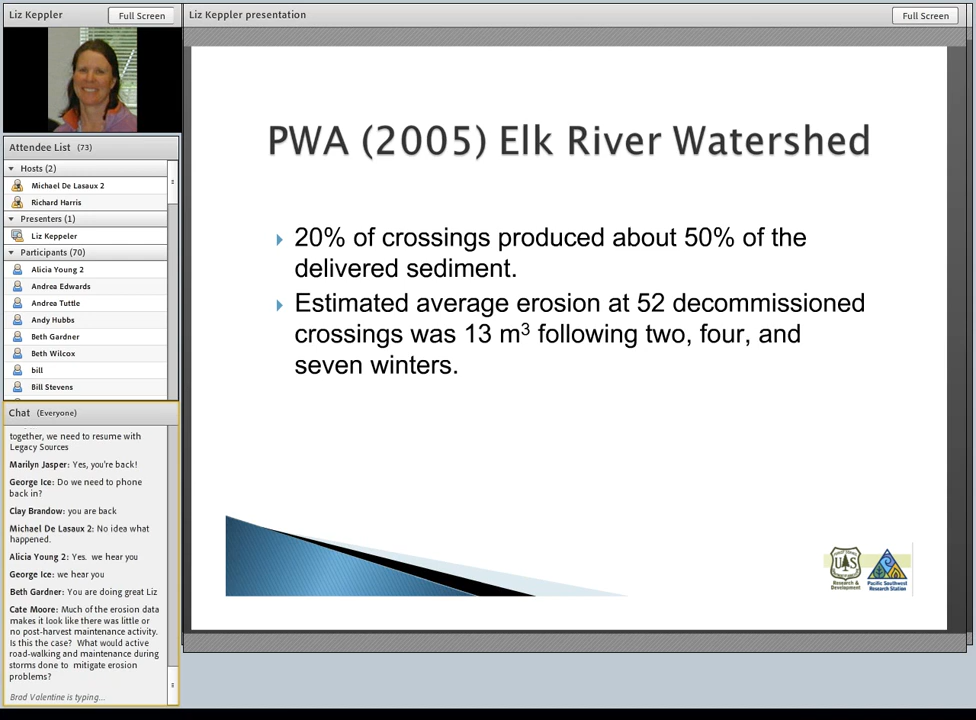 Liz Keppler
Full Screen
Liz Keppler presentation
Full Screen
Attendee List (73)
Hosts (2)
Michael De Lasaux 2
Richard Harris
Presenters (1)
Liz Keppeler
Participants (70)
Alicia Young 2
Andrea Edwards
Andrea Tuttle
Andy Hubbs
Beth Gardner
Beth Wilcox
bill
Bill Stevens
Chat (Everyone)
together, we need to resume with
Legacy Sources
Marilyn Jasper: Yes, you're back!
George Ice: Do we need to phone
back in?
Clay Brandow: you are back
Michael De Lasaux 2: No idea what
happened.
Alicia Young 2: Yes. we hear you
George Ice: we hear you
Beth Gardner: You are doing great Liz
Cate Moore: Much of the erosion data
makes it look like there was little or
no post-harvest maintenance activity.
Is this the case? What would active
road-walking and maintenance during
storms done to mitigate erosion
problems?
Brad Valentine is typing...
PWA (2005) Elk River Watershed
20% of crossings produced about 50% of the
delivered sediment.
Estimated average erosion at 52 decommissioned
crossings was 13 m³ following two, four, and
seven winters.
UAS
Research &
Development
Pacific Southwest
Research Station